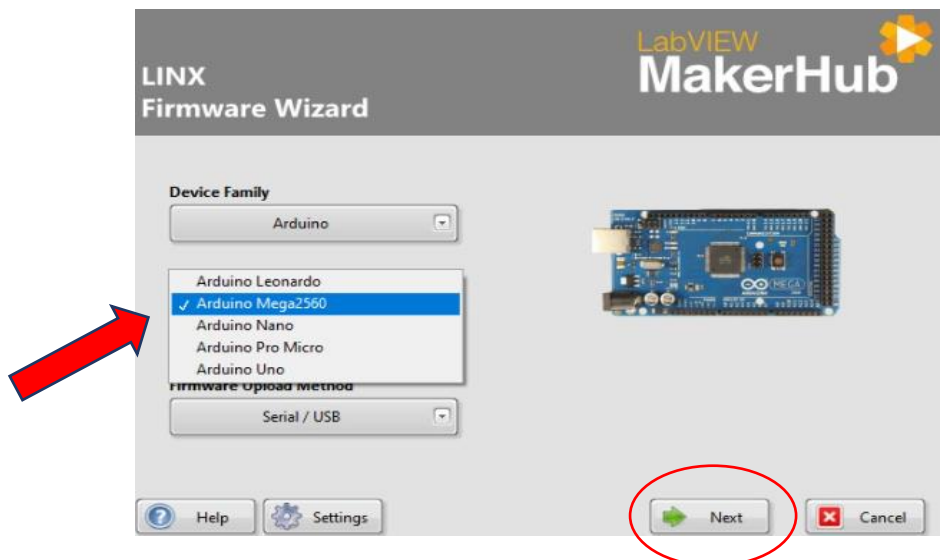 LINX
Firmware Wizard
LabVIEW
MakerHub
Device Family
Arduino
Arduino Leonardo
✓ Arduino Mega2560
Arduino Nano
Arduino Pro Micro
Arduino Uno
Firmware Upload Method
Serial / USB
Help
Settings
Next
Cancel
MEGA